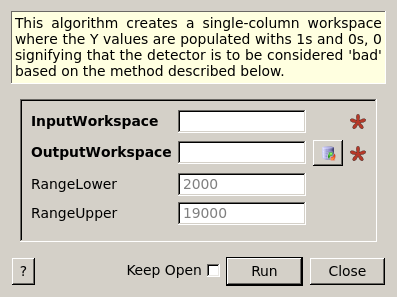 This algorithm creates a single-column workspace
where the Y values are populated withs 1s and 0s, 0
signifying that the detector is to be considered 'bad'
based on the method described below.
InputWorkspace *
OutputWorkspace *
RangeLower 2000
RangeUpper 19000
? Keep Open Run Close